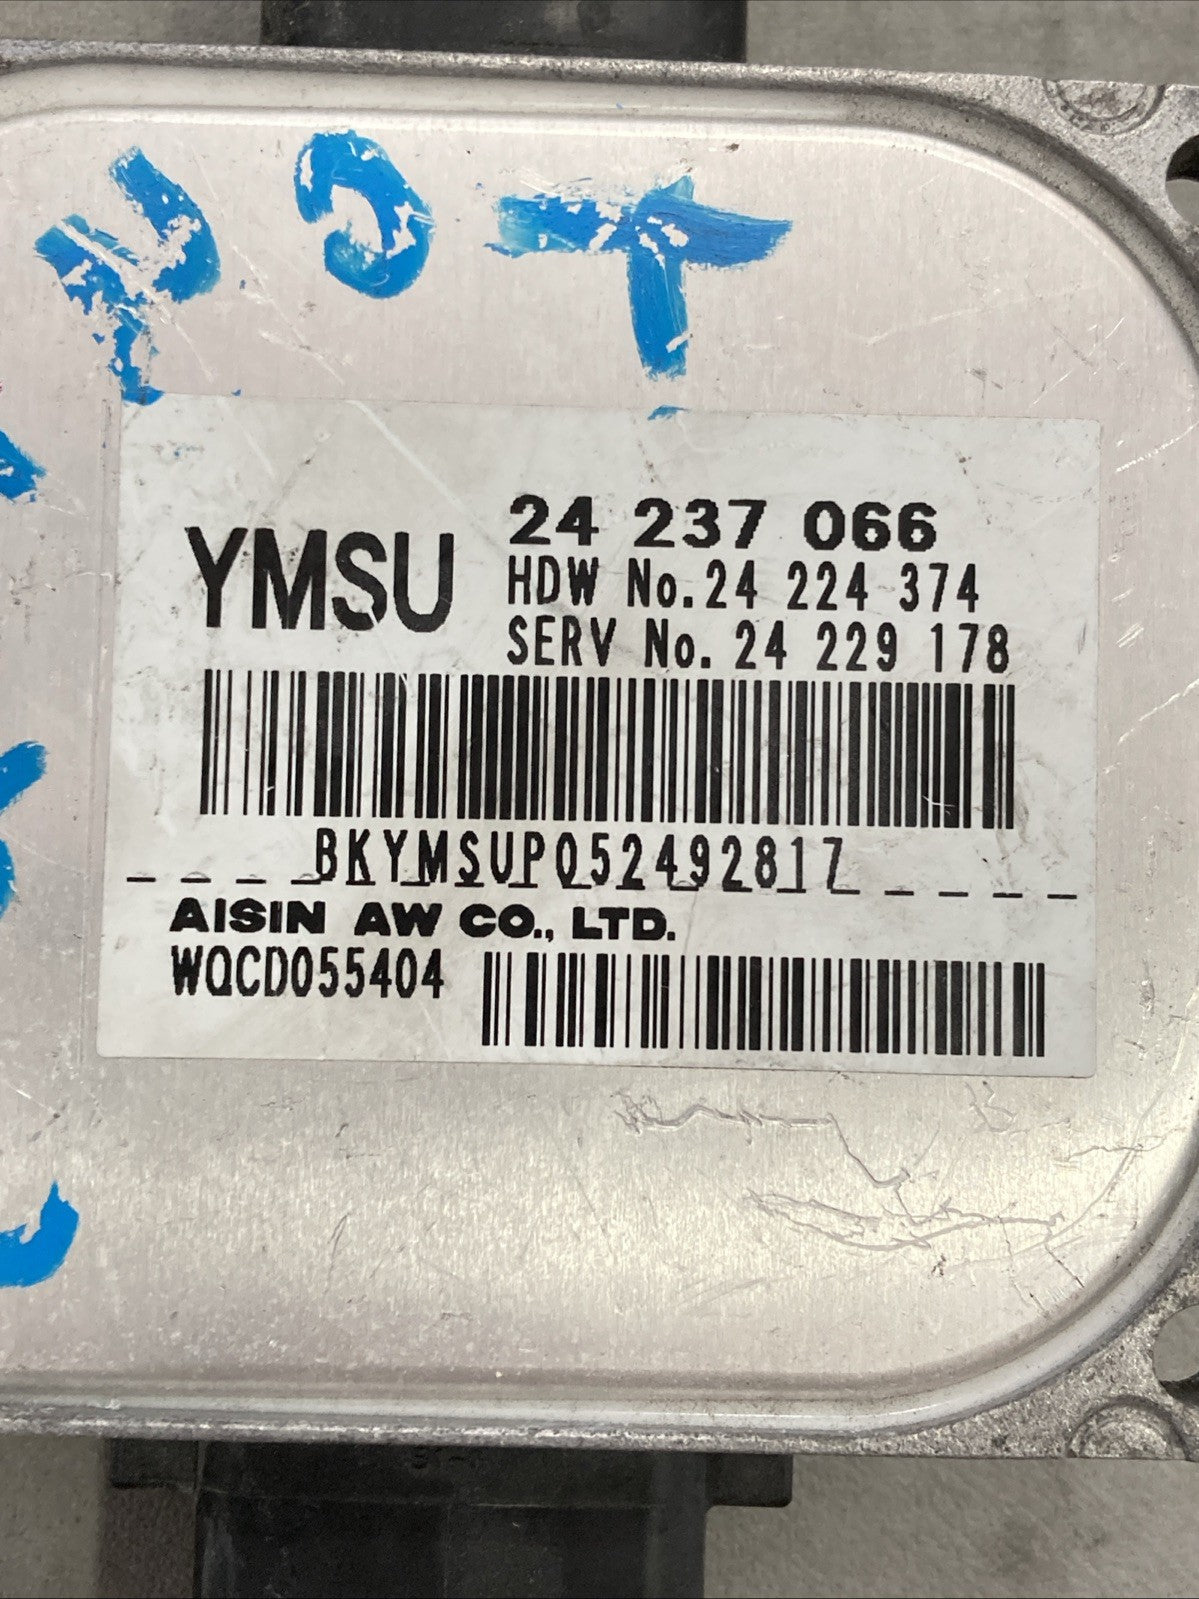 YMSU
24 237 066
HDW No.24 224 374
SERV No. 24 229 178
BKYMSUP052492817
AISIN AW CO., LTD.
WQCD055404